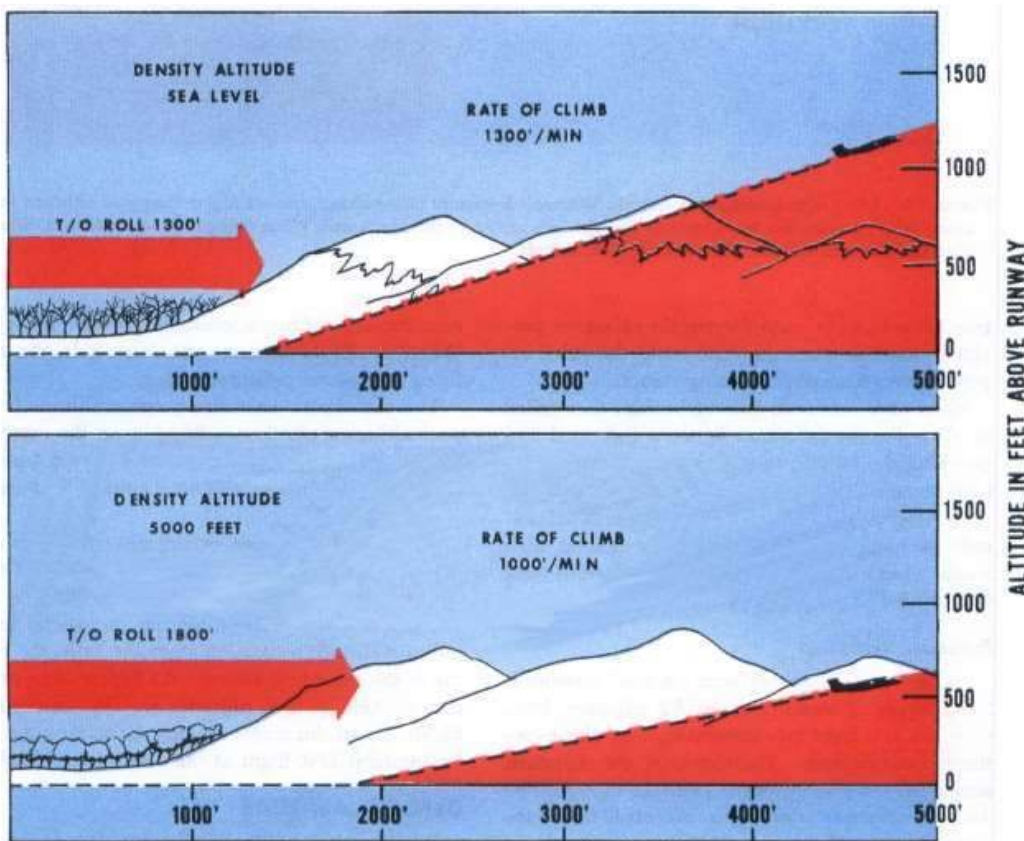 DENSITY ALTITUDE
SEA LEVEL
RATE OF CLIMB
1300'/MIN
T/O ROLL 1300'
1500
1000
500
0
1000'
2000'
3000'
4000'
5000'
DENSITY ALTITUDE
5000 FEET
RATE OF CLIMB
1000'/MIN
T/O ROLL 1800'
1500
1000
500
0
1000'
2000'
3000'
4000'
5000'
ALTITUDE IN FEET ABOVE RUNWAY